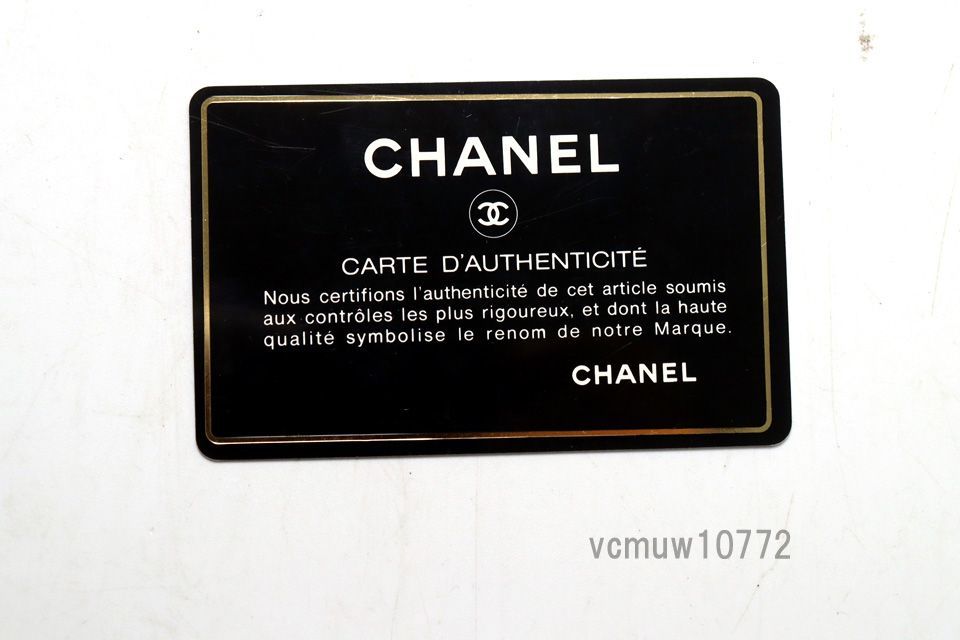 CHANEL
CARTE D'AUTHENTICITÉ
Nous certifions l'authenticité de cet article soumis
aux contrôles les plus rigoureux, et dont la haute
qualité symbolise le renom de notre Marque.
CHANEL
vcmuw10772